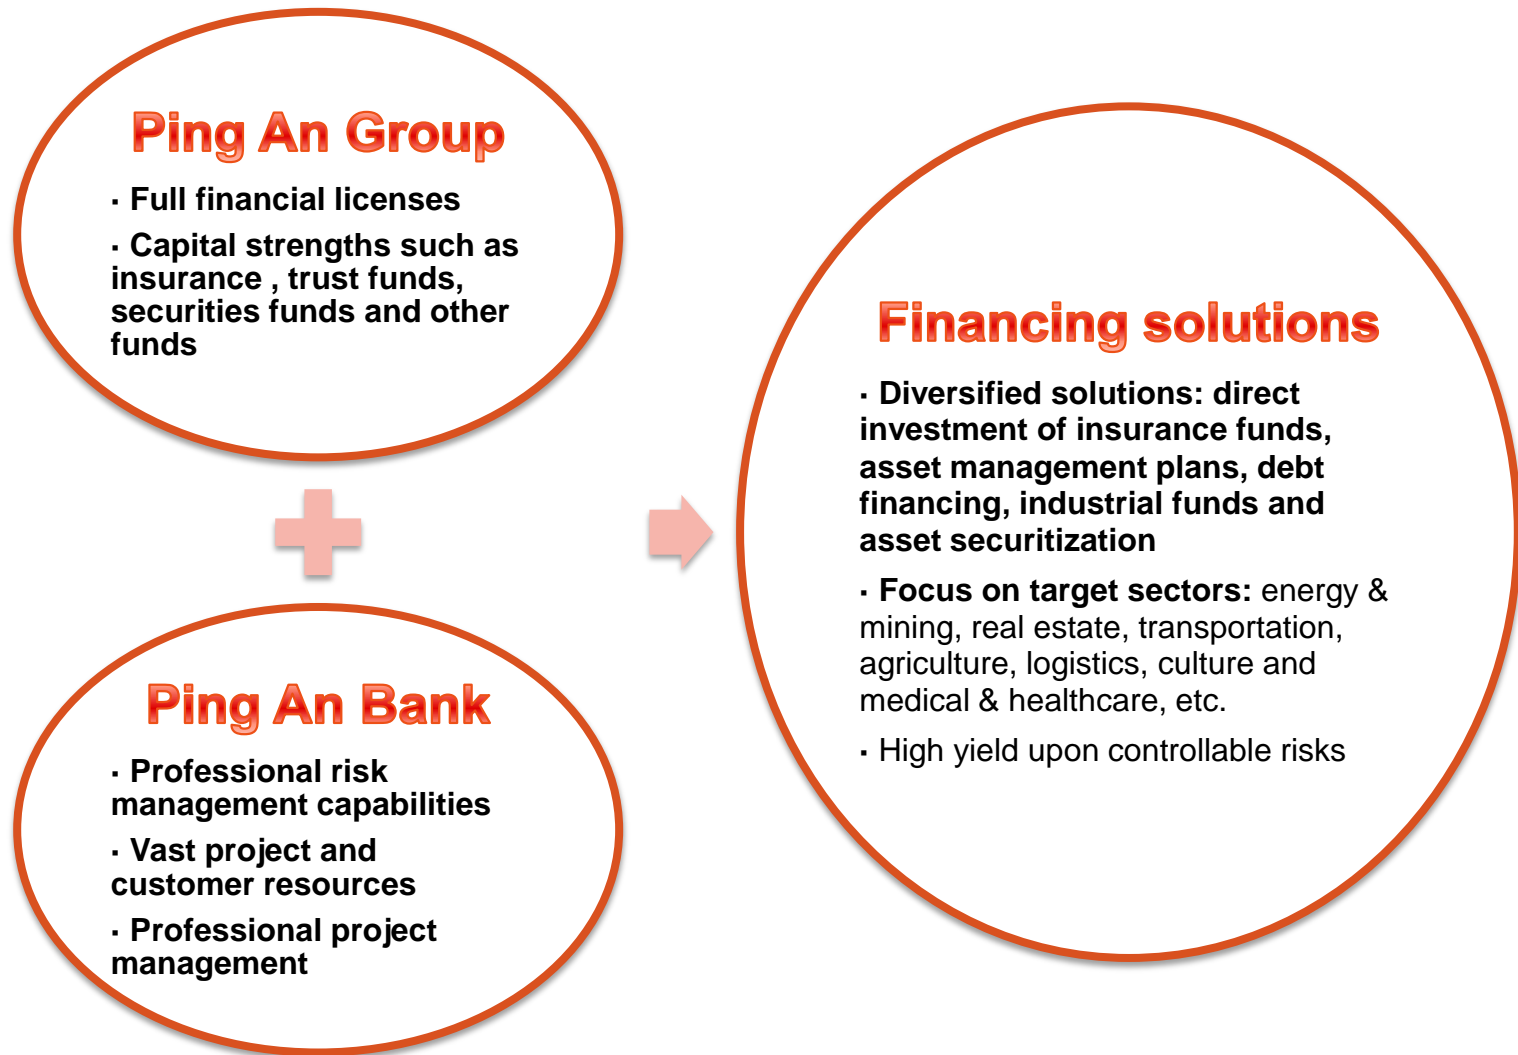 Ping An Group
· Full financial licenses
· Capital strengths such as
insurance , trust funds,
securities funds and other
funds
Ping An Bank
· Professional risk
management capabilities
· Vast project and
customer resources
· Professional project
management
Financing solutions
· Diversified solutions: direct
investment of insurance funds,
asset management plans, debt
financing, industrial funds and
asset securitization
· Focus on target sectors: energy &
mining, real estate, transportation,
agriculture, logistics, culture and
medical & healthcare, etc.
· High yield upon controllable risks